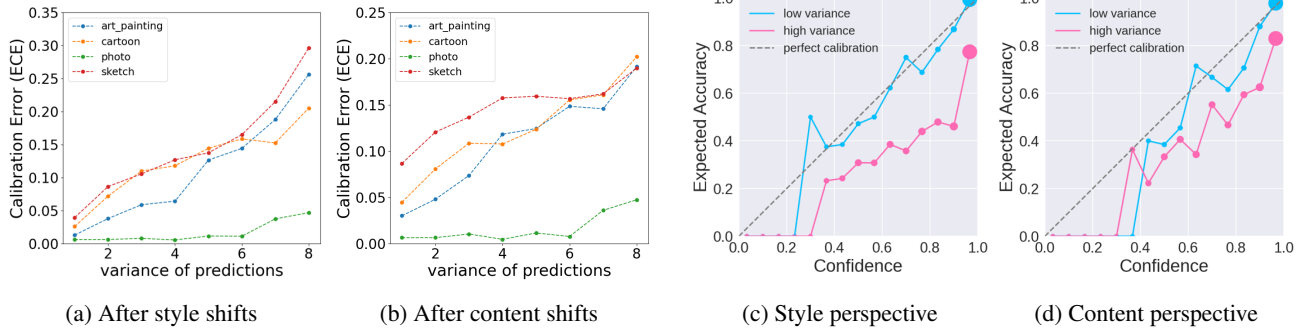 0.35
0.30
0.25
0.20
0.15
0.10
0.05
0.00
Calibration Error (ECE)
art_painting
cartoon
photo
sketch
2
4
6
8
variance of predictions
(a) After style shifts
0.25
0.20
0.15
0.10
0.05
0.00
Calibration Error (ECE)
art_painting
cartoon
photo
sketch
2
4
6
8
variance of predictions
(b) After content shifts
1.0
0.8
0.6
0.4
0.2
0.0
Expected Accuracy
low variance
high variance
perfect calibration
0.0 0.2 0.4 0.6 0.8 1.0
Confidence
(c) Style perspective
1.0
0.8
0.6
0.4
0.2
0.0
Expected Accuracy
low variance
high variance
perfect calibration
0.0 0.2 0.4 0.6 0.8 1.0
Confidence
(d) Content perspective